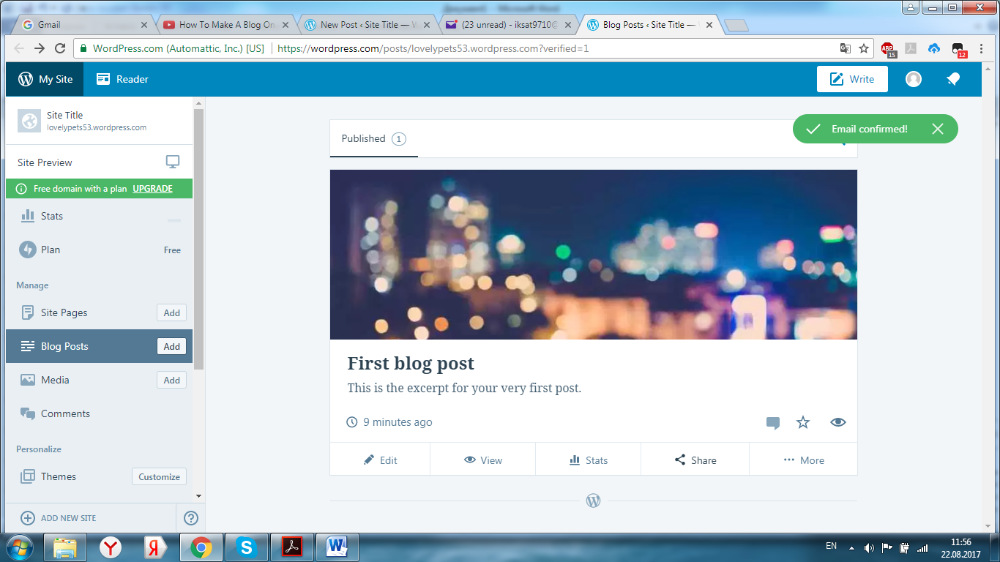 Gmail
How To Make A Blog On
New Post ‹ Site Title — W
(23 unread) - iksat9710@
Blog Posts ‹ Site Title — W
WordPress.com (Automattic, Inc.) [US]
https://wordpress.com/posts/lovelypets53.wordpress.com?verified=1
ABP
15
12
My Site
Reader
Write
Site Title
lovelypets53.wordpress.com
Site Preview
Free domain with a plan UPGRADE
Stats
Plan
Free
Manage
Site Pages
Add
Blog Posts
Add
Media
Add
Comments
Personalize
Themes
Customize
ADD NEW SITE
Published 1
Email confirmed!
First blog post
This is the excerpt for your very first post.
9 minutes ago
Edit
View
Stats
Share
More
EN
11:56
22.08.2017